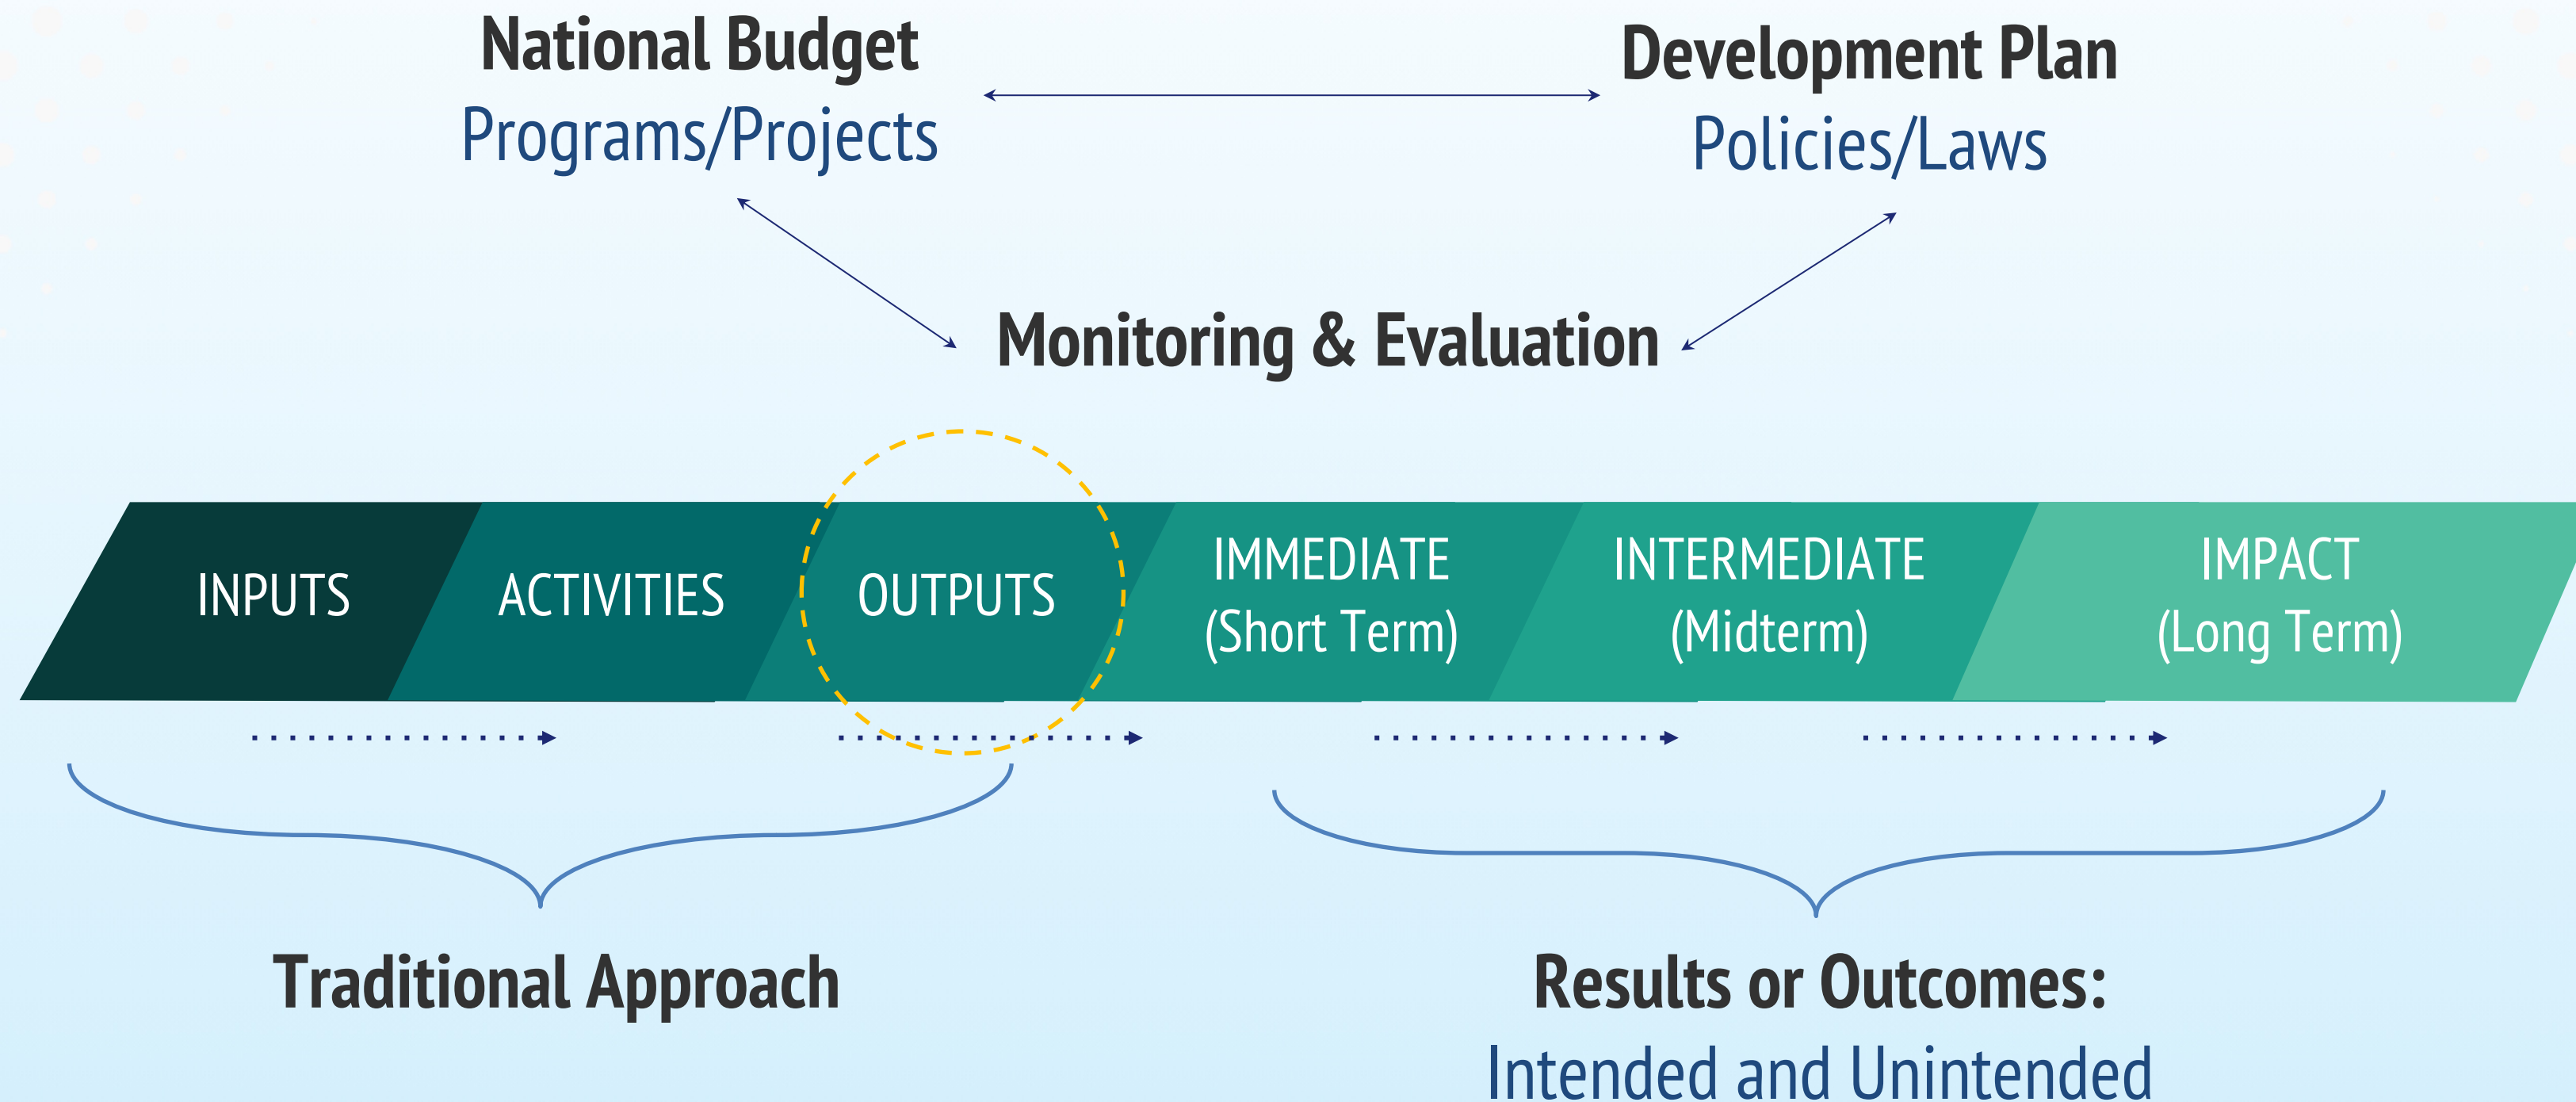 National Budget
Programs/Projects
Development Plan
Policies/Laws
Monitoring & Evaluation
INPUTS
ACTIVITIES
OUTPUTS
IMMEDIATE
(Short Term)
INTERMEDIATE
(Midterm)
IMPACT
(Long Term)
Traditional Approach
Results or Outcomes:
Intended and Unintended